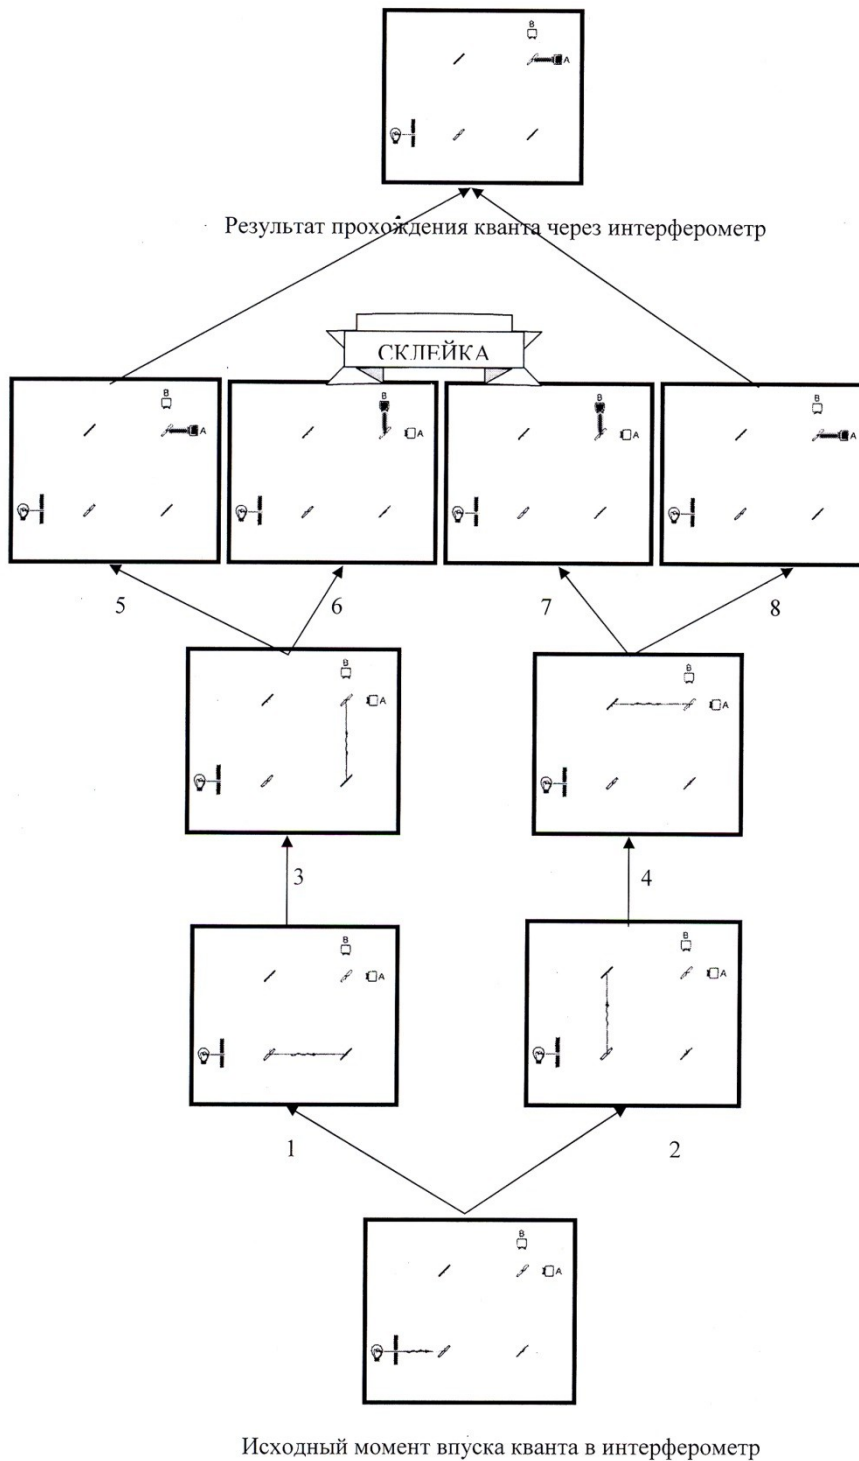 B
A
Результат прохождения кванта через интерферометр
СКЛЕЙКА
B
A
B
A
B
A
B
A
5
6
7
8
B
A
B
A
3
4
B
A
B
A
1
2
B
A
Исходный момент впуска кванта в интерферометр